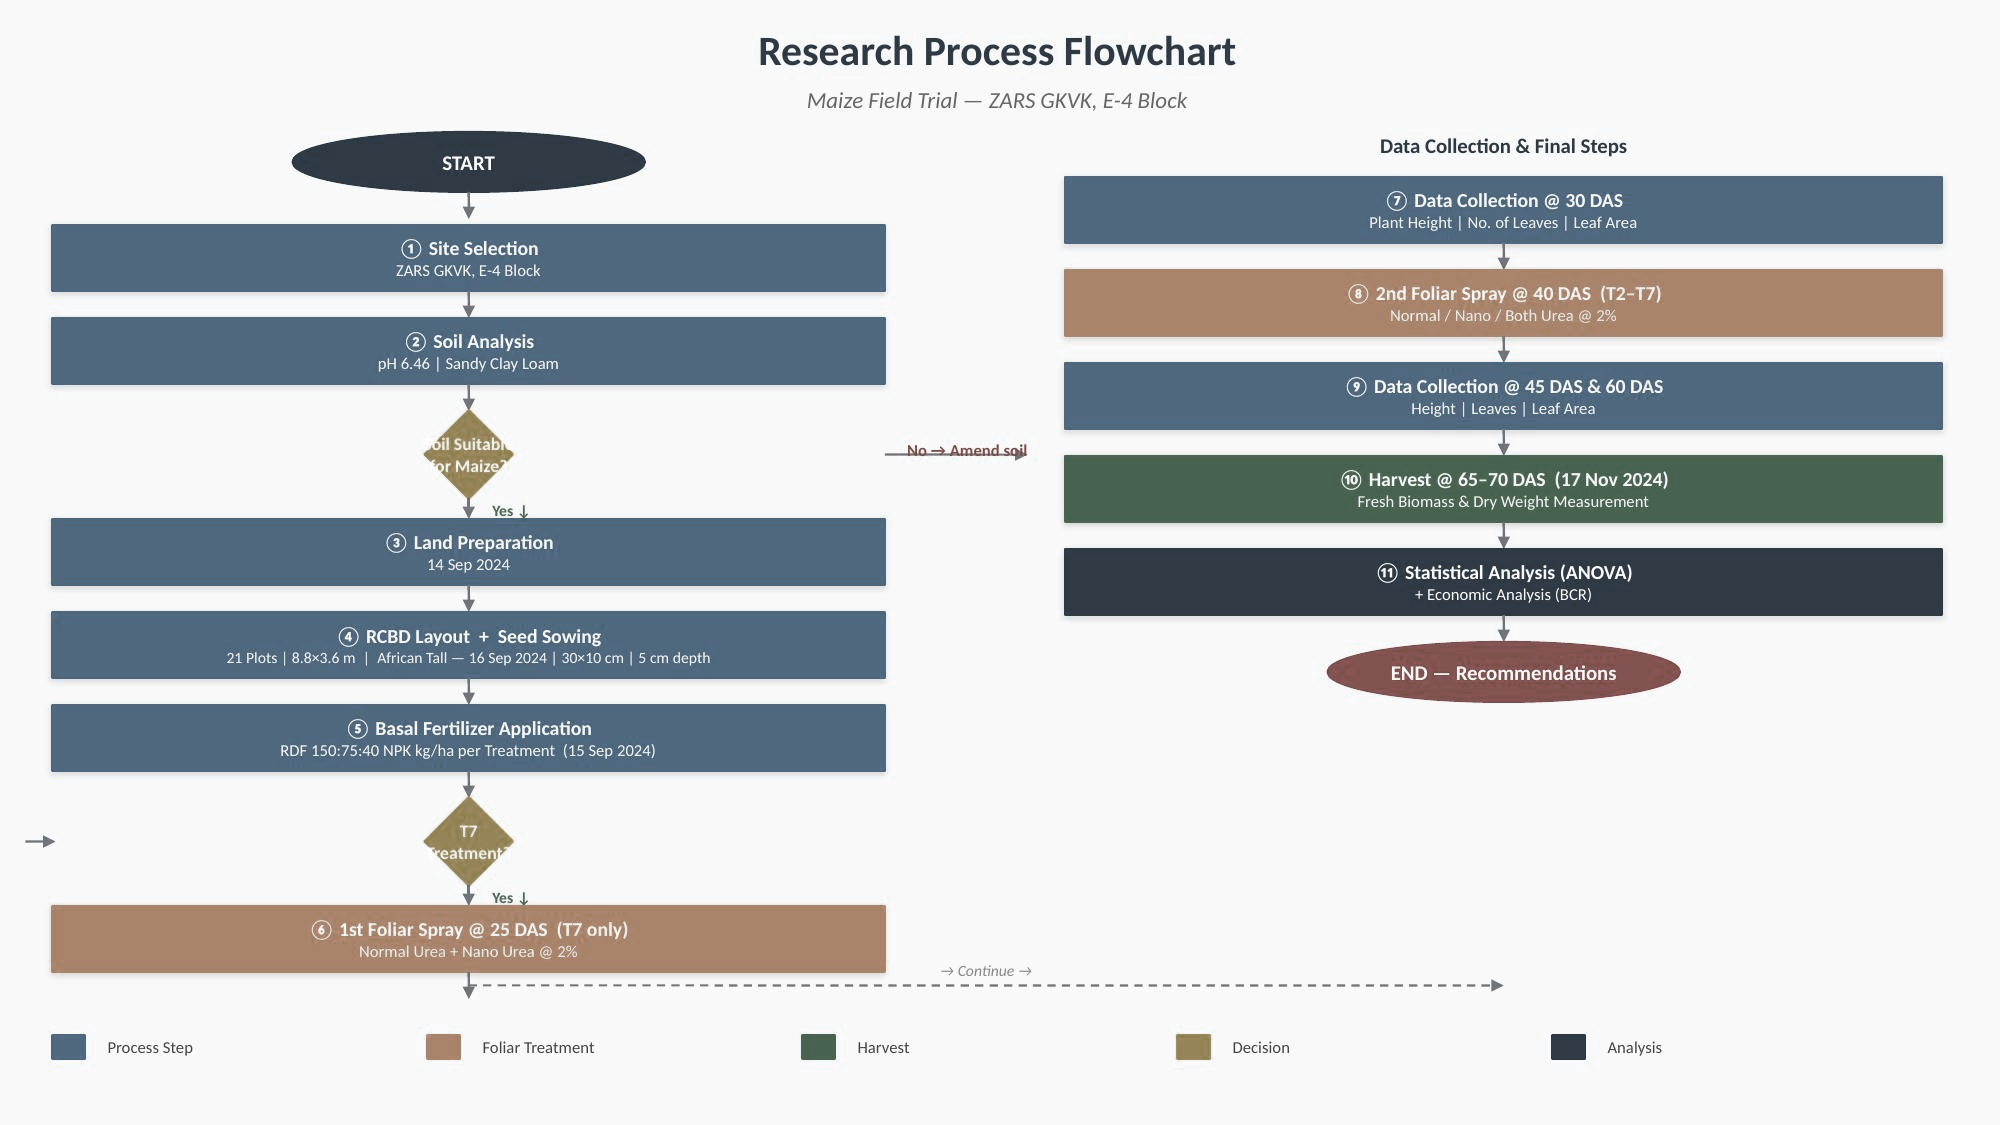 Research Process Flowchart
Maize Field Trial — ZARS GKVK, E-4 Block
START
① Site Selection
ZARS GKVK, E-4 Block
② Soil Analysis
pH 6.46 | Sandy Clay Loam
Soil Suitable
for Maize?
No → Amend soil
Yes ↓
③ Land Preparation
14 Sep 2024
④ RCBD Layout + Seed Sowing
21 Plots | 8.8×3.6 m | African Tall — 16 Sep 2024 | 30×10 cm | 5 cm depth
⑤ Basal Fertilizer Application
RDF 150:75:40 NPK kg/ha per Treatment (15 Sep 2024)
T7
Treatment?
Yes ↓
⑥ 1st Foliar Spray @ 25 DAS (T7 only)
Normal Urea + Nano Urea @ 2%
→ Continue →
Data Collection & Final Steps
⑦ Data Collection @ 30 DAS
Plant Height | No. of Leaves | Leaf Area
⑧ 2nd Foliar Spray @ 40 DAS (T2–T7)
Normal / Nano / Both Urea @ 2%
⑨ Data Collection @ 45 DAS & 60 DAS
Height | Leaves | Leaf Area
⑩ Harvest @ 65–70 DAS (17 Nov 2024)
Fresh Biomass & Dry Weight Measurement
⑪ Statistical Analysis (ANOVA)
+ Economic Analysis (BCR)
END — Recommendations
Process Step
Foliar Treatment
Harvest
Decision
Analysis